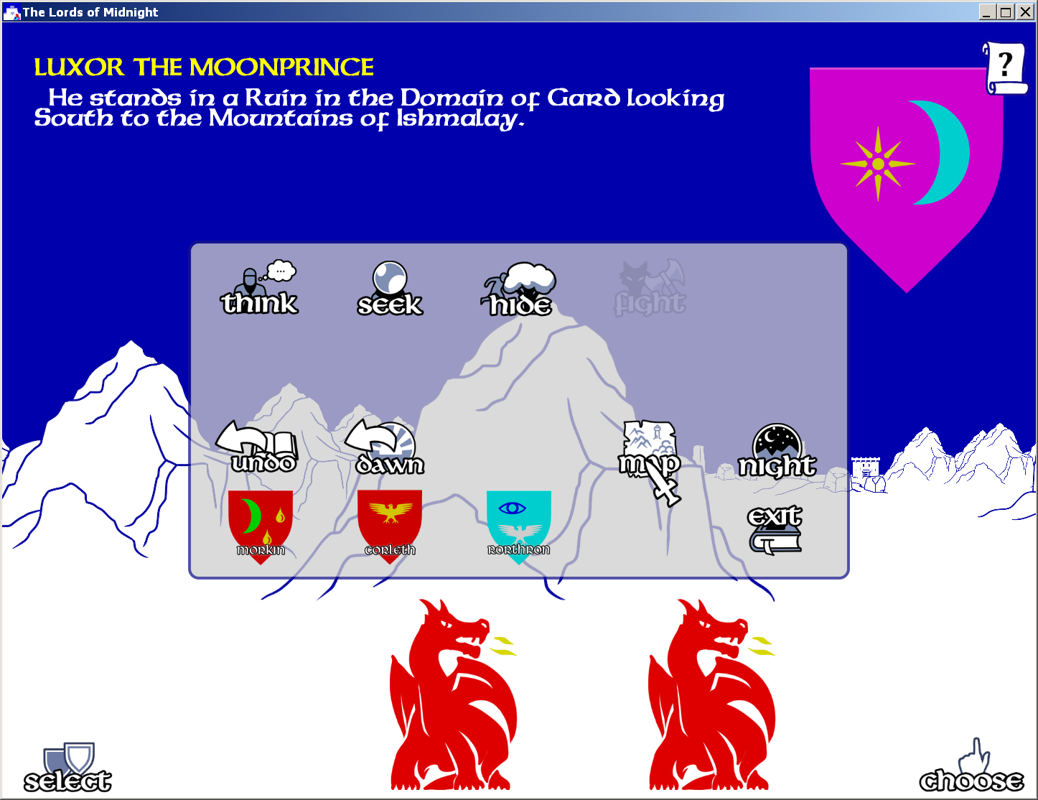 The Lords of Midnight
?
LUXOR THE MOONPRINCE
He stands in a Ruin in the Domain of Gard looking
South to the Mountains of Ishmalay.
...
think
seek
hide
fight
undo
dawn
map
night
morkin
corleth
rorthron
exit
select
choose